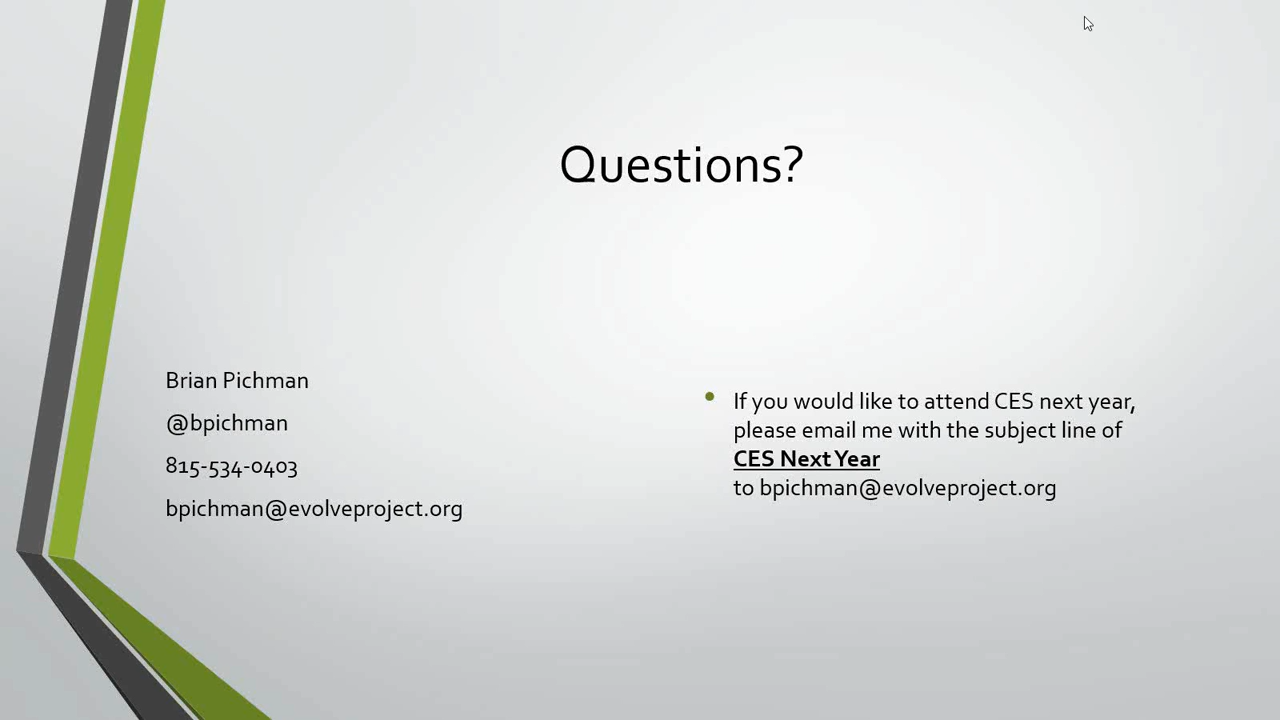 Questions?
Brian Pichman
@bpichman
815-534-0403
bpichman@evolveproject.org
If you would like to attend CES next year,
please email me with the subject line of
CES Next Year
to bpichman@evolveproject.org